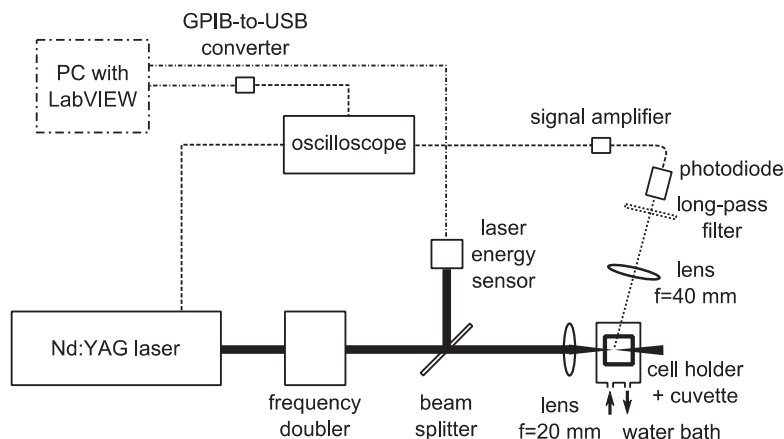 GPIB-to-USB
converter
PC with
LabVIEW
signal amplifier
oscilloscope
photodiode
long-pass
filter
laser
energy
sensor
lens
f=40 mm
Nd:YAG laser
cell holder
+ cuvette
frequency
doubler
beam
splitter
lens
f=20 mm
water bath